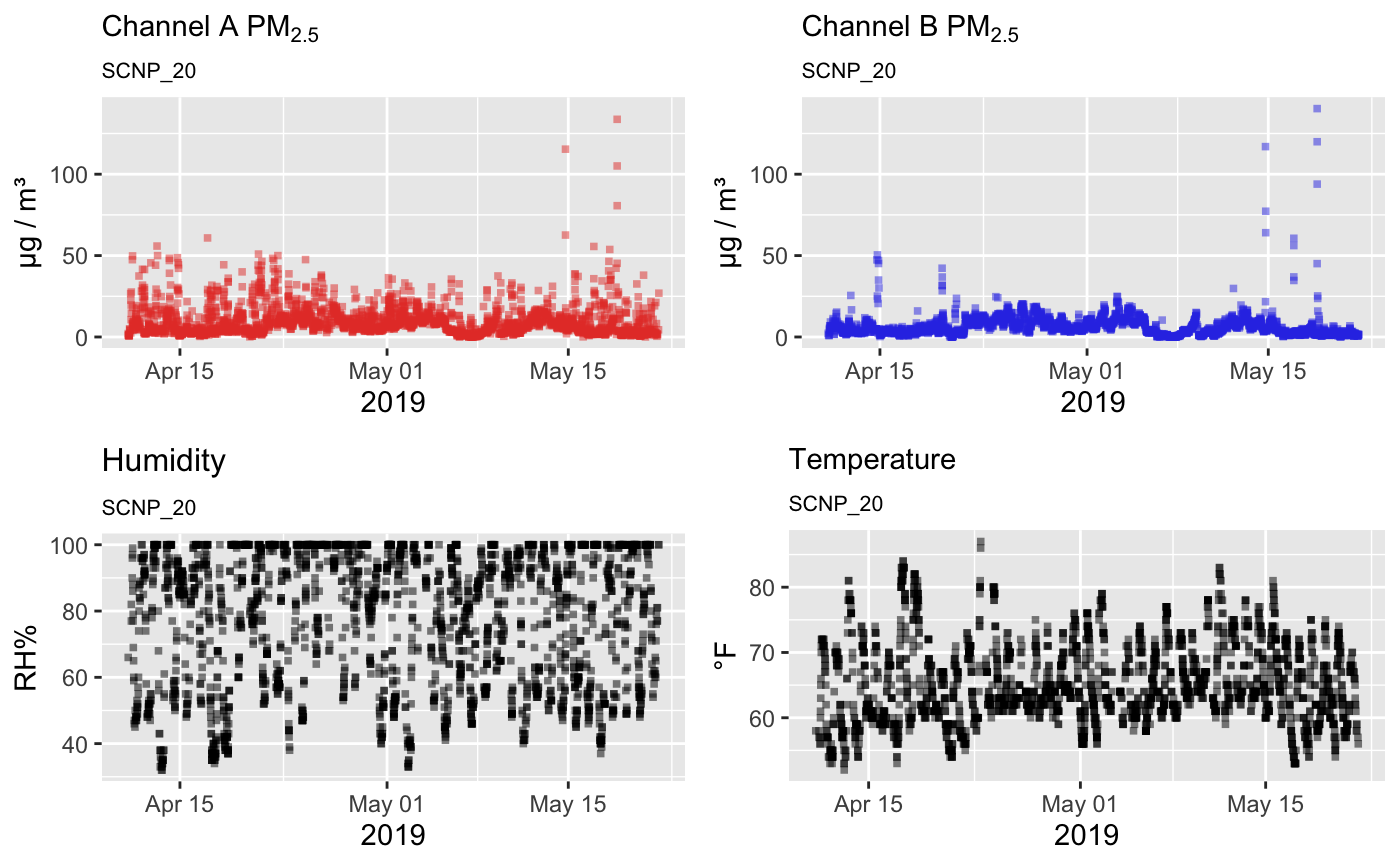 Channel A PM2.5
SCNP_20
µg / m³
100
50
0
Apr 15
May 01
May 15
2019
Channel B PM2.5
SCNP_20
µg / m³
100
50
0
Apr 15
May 01
May 15
2019
Humidity
SCNP_20
RH%
100
80
60
40
Apr 15
May 01
May 15
2019
Temperature
SCNP_20
°F
80
70
60
Apr 15
May 01
May 15
2019